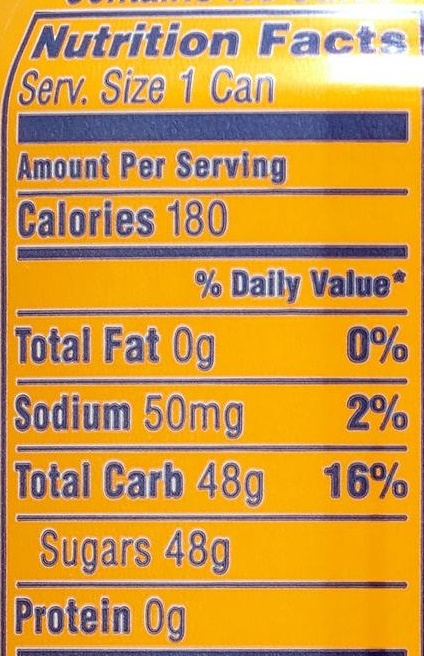 Nutrition Facts
Serv. Size 1 Can
Amount Per Serving
Calories 180
% Daily Value*
Total Fat 0g 0%
Sodium 50mg 2%
Total Carb 48g 16%
Sugars 48g
Protein 0g